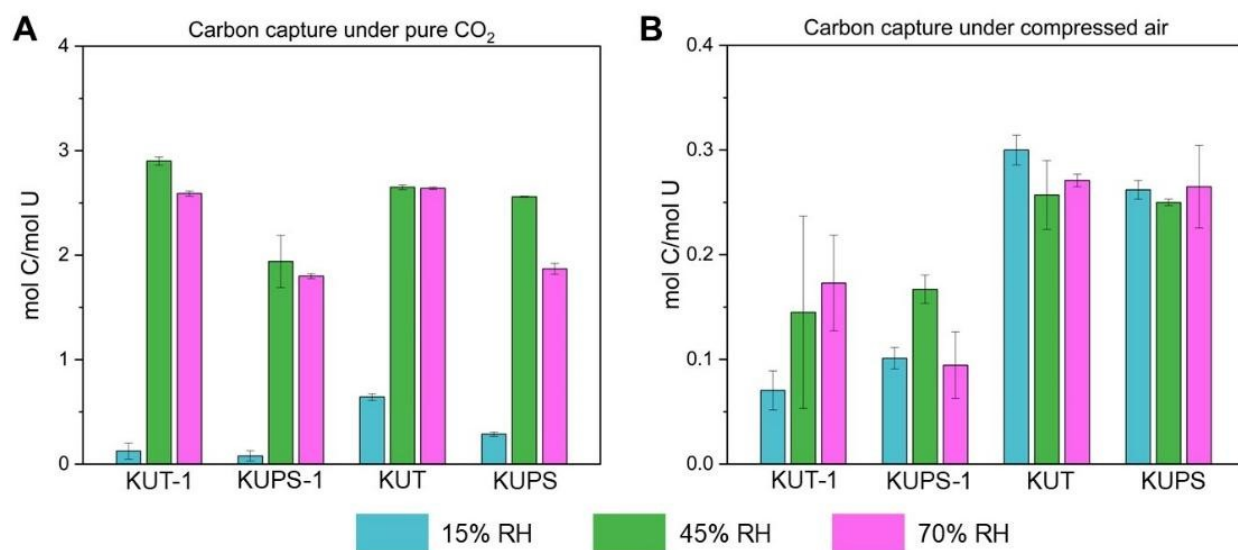 A
Carbon capture under pure CO₂
mol C/mol U
4
3
2
1
0
KUT-1 KUPS-1 KUT KUPS
B
Carbon capture under compressed air
mol C/mol U
0.4
0.3
0.2
0.1
0.0
KUT-1 KUPS-1 KUT KUPS
15% RH 45% RH 70% RH